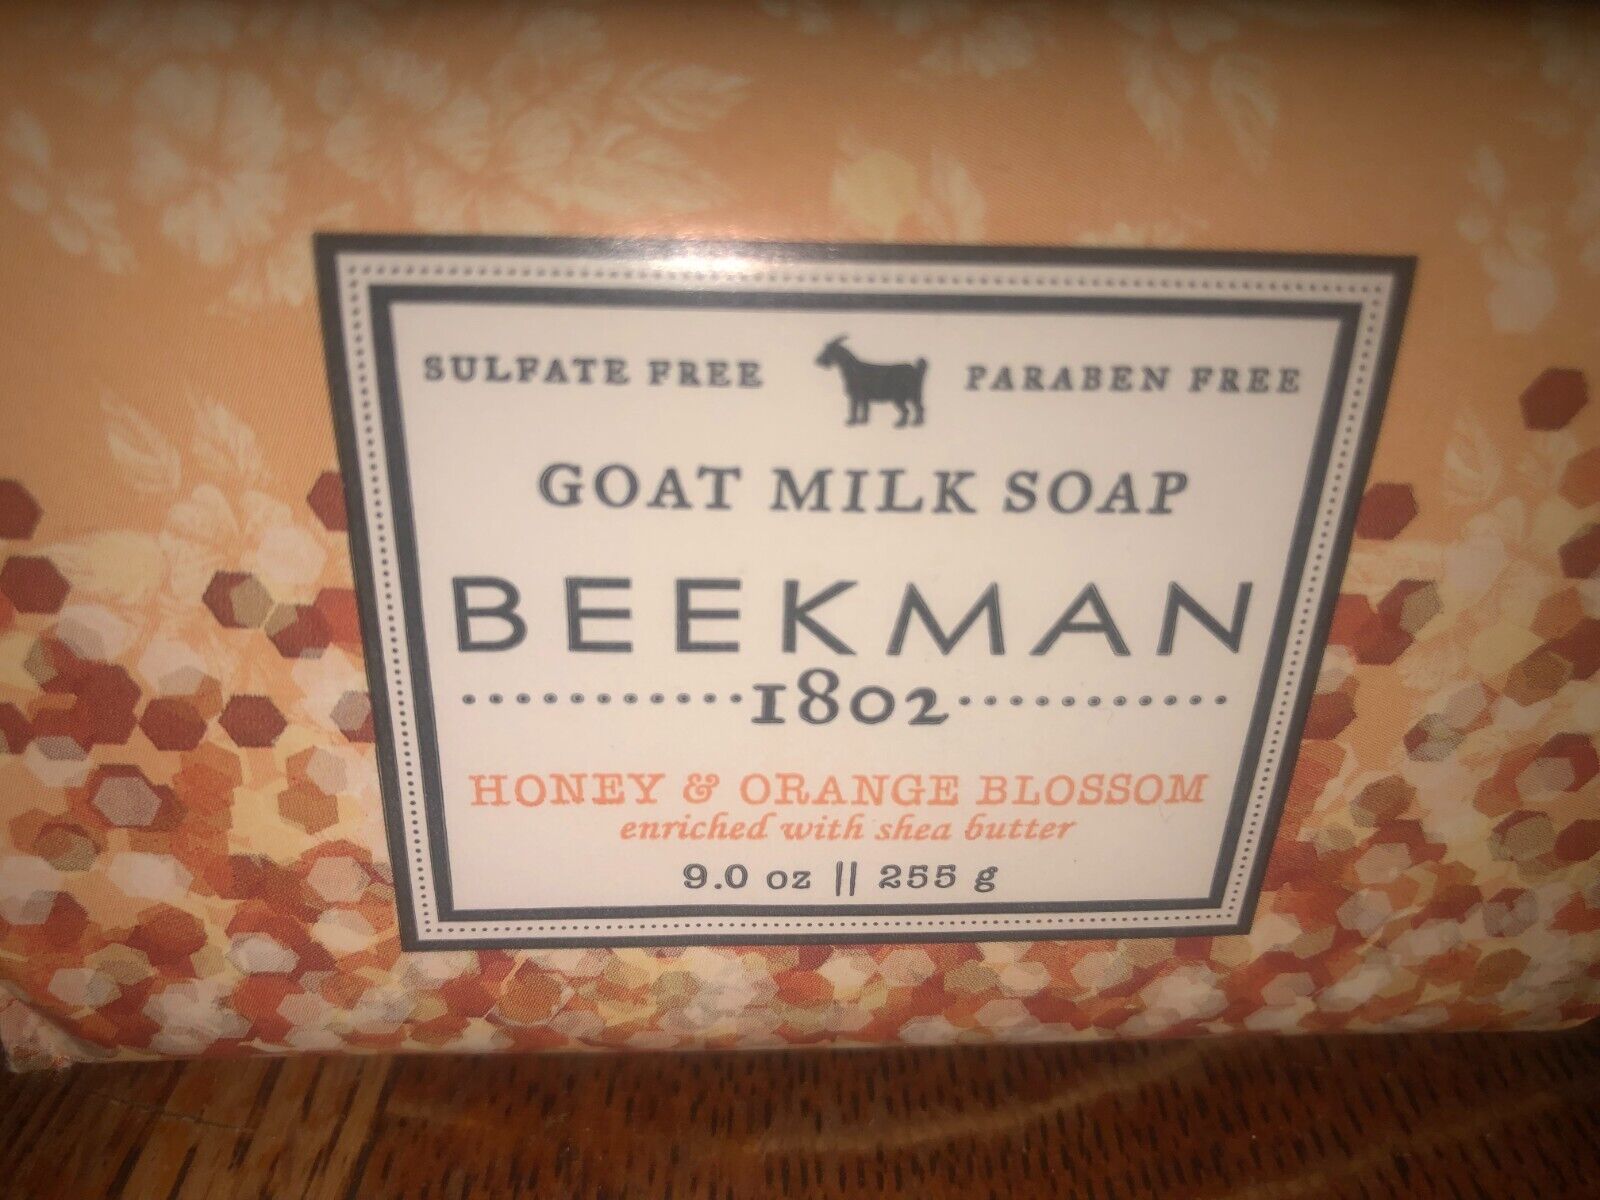 SULFATE FREE PARABEN FREE
GOAT MILK SOAP
BEEKMAN
1802
HONEY & ORANGE BLOSSOM
enriched with shea butter
9.0 oz || 255 g